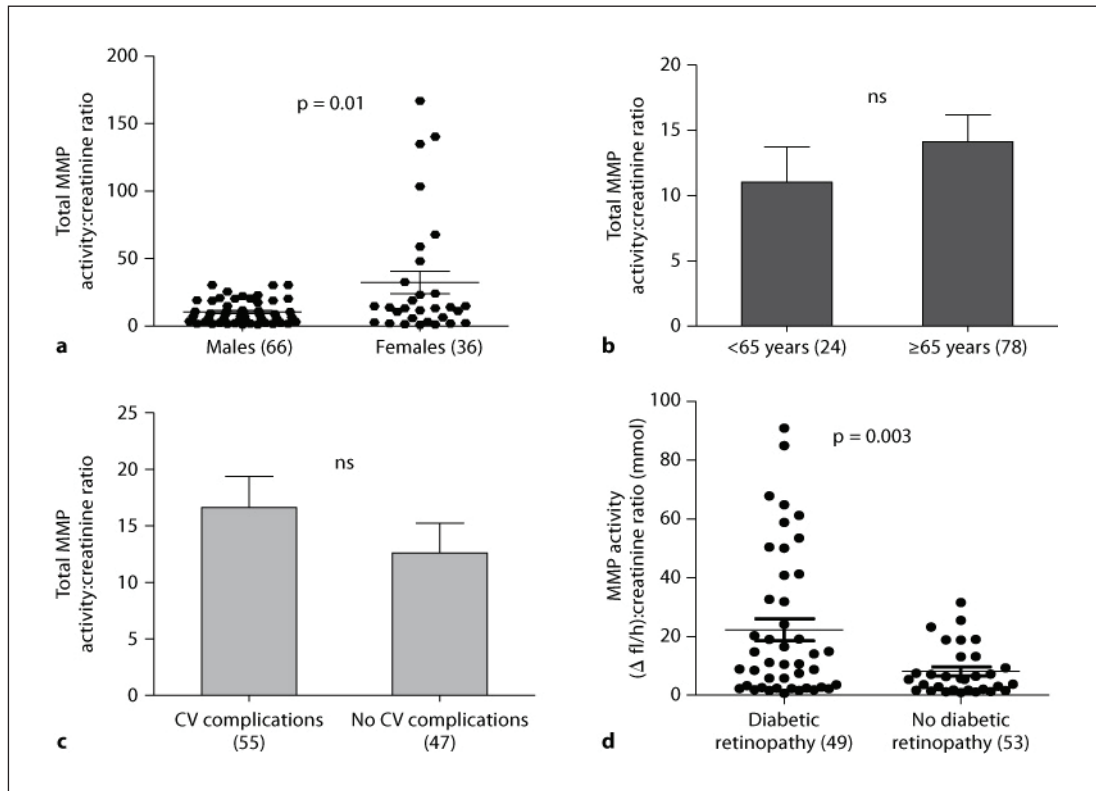 200
150
100
50
0
Total MMP
activity:creatinine ratio
p = 0.01
Males (66)
Females (36)
a
20
15
10
5
0
Total MMP
activity:creatinine ratio
ns
<65 years (24)
≥65 years (78)
b
25
20
15
10
5
0
Total MMP
activity:creatinine ratio
ns
CV complications
(55)
No CV complications
(47)
c
100
80
60
40
20
0
MMP activity
(Δ fl/h):creatinine ratio (mmol)
p = 0.003
Diabetic
retinopathy (49)
No diabetic
retinopathy (53)
d